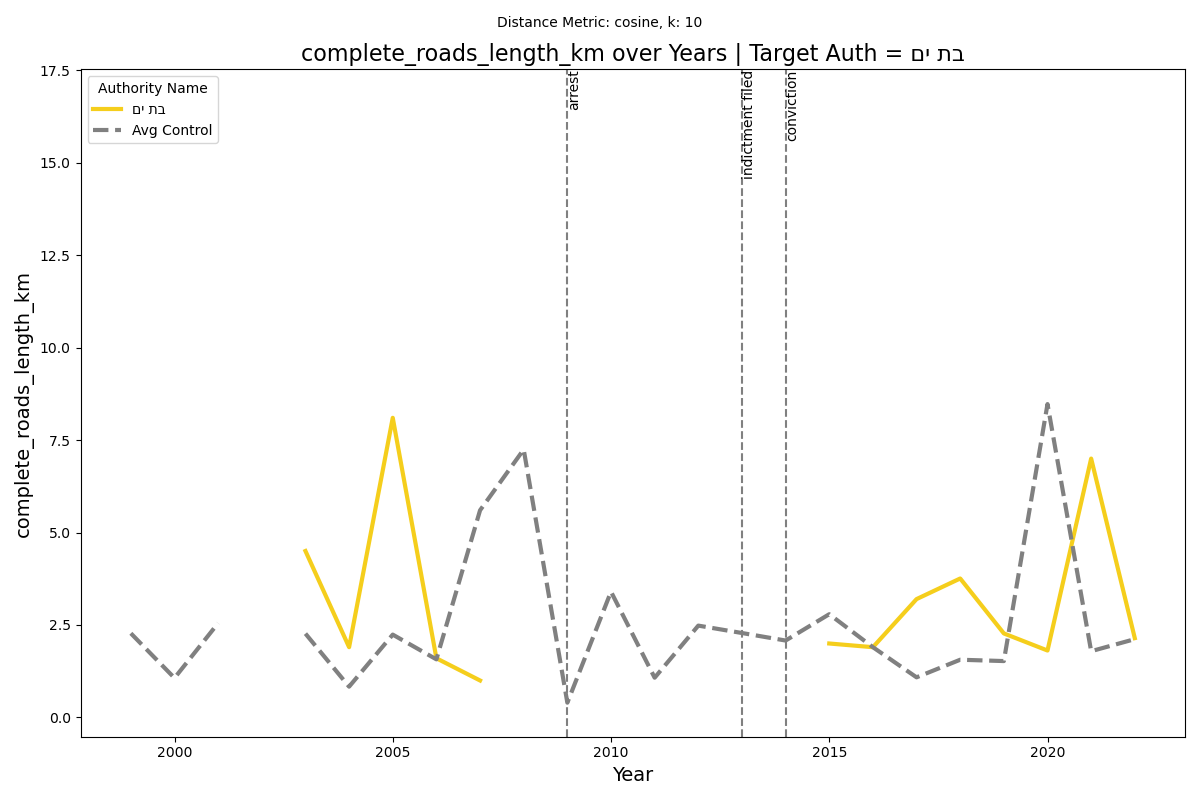 Distance Metric: cosine, k: 10
complete_roads_length_km over Years | Target Auth = בת ים
17.5
15.0
12.5
10.0
7.5
5.0
2.5
0.0
complete_roads_length_km
Authority Name
בת ים
Avg Control
arrest
indictment filed
conviction
2000
2005
2010
2015
2020
Year